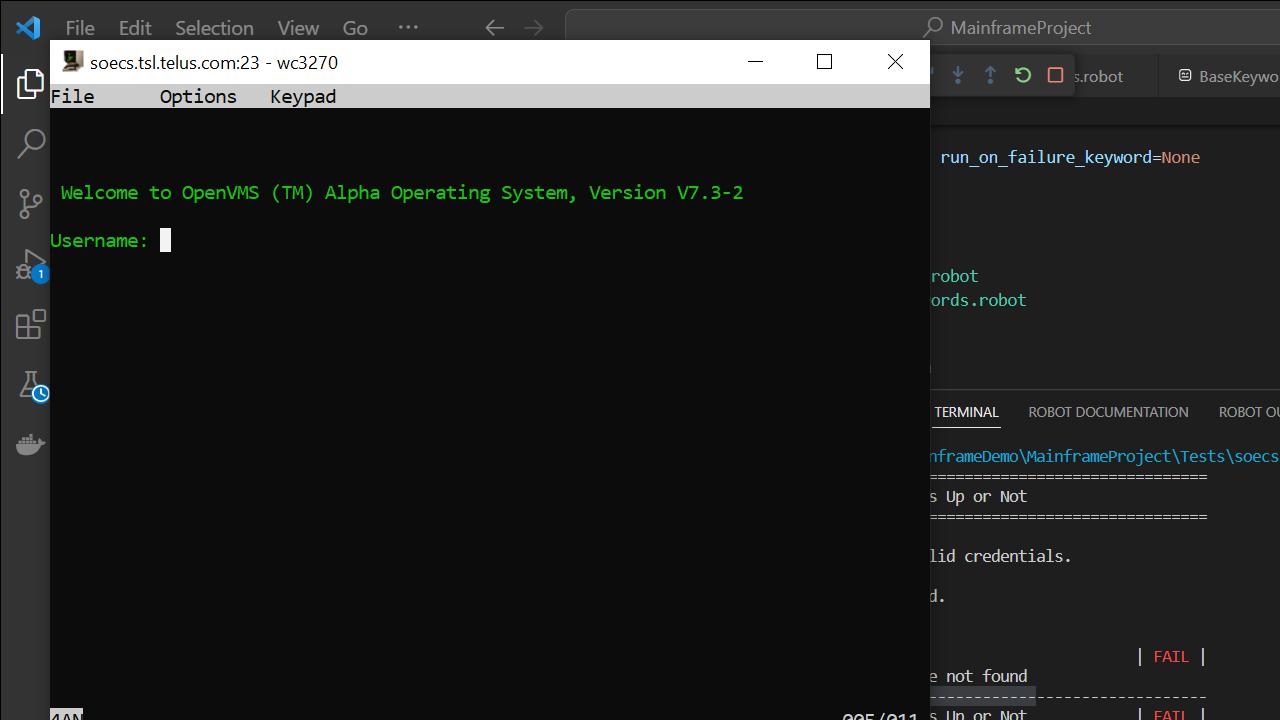 File Edit Selection View Go ··· MainframeProject
soecs.tsl.telus.com:23 - wc3270
s.robot BaseKeywo
File Options Keypad
run_on_failure_keyword=None
Welcome to OpenVMS (TM) Alpha Operating System, Version V7.3-2
Username:
robot
ords.robot
TERMINAL ROBOT DOCUMENTATION ROBOT OU
nframeDemo\MainframeProject\Tests\soecs
===============================
s Up or Not
===============================
lid credentials.
d.
| FAIL |
e not found
-------------------------------
s Up or Not | FAIL |
4AN 005/011
1